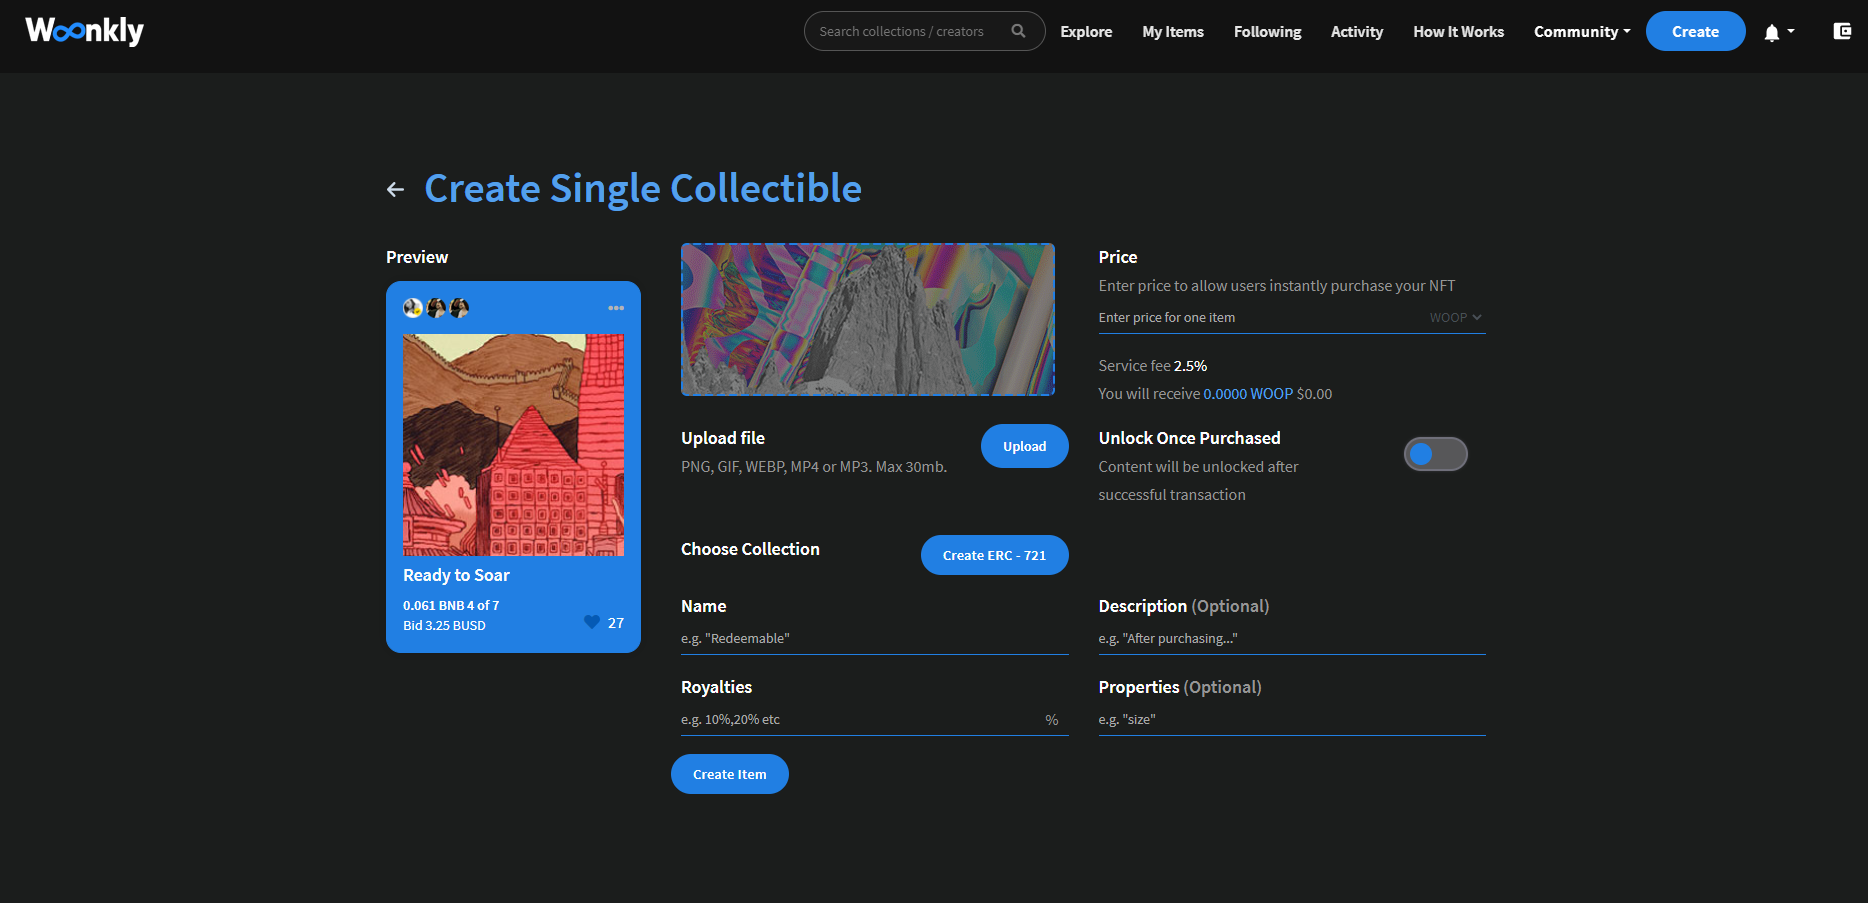 Woonkly
Search collections / creators
Explore
My Items
Following
Activity
How It Works
Community
Create
Create Single Collectible
Preview
Ready to Soar
0.061 BNB 4 of 7
Bid 3.25 BUSD
27
Upload file
PNG, GIF, WEBP, MP4 or MP3. Max 30mb.
Upload
Choose Collection
Create ERC - 721
Name
e.g. "Redeemable"
Royalties
e.g. 10%,20% etc
%
Create Item
Price
Enter price to allow users instantly purchase your NFT
Enter price for one item
WOOP
Service fee 2.5%
You will receive 0.0000 WOOP $0.00
Unlock Once Purchased
Content will be unlocked after
successful transaction
Description (Optional)
e.g. "After purchasing..."
Properties (Optional)
e.g. "size"